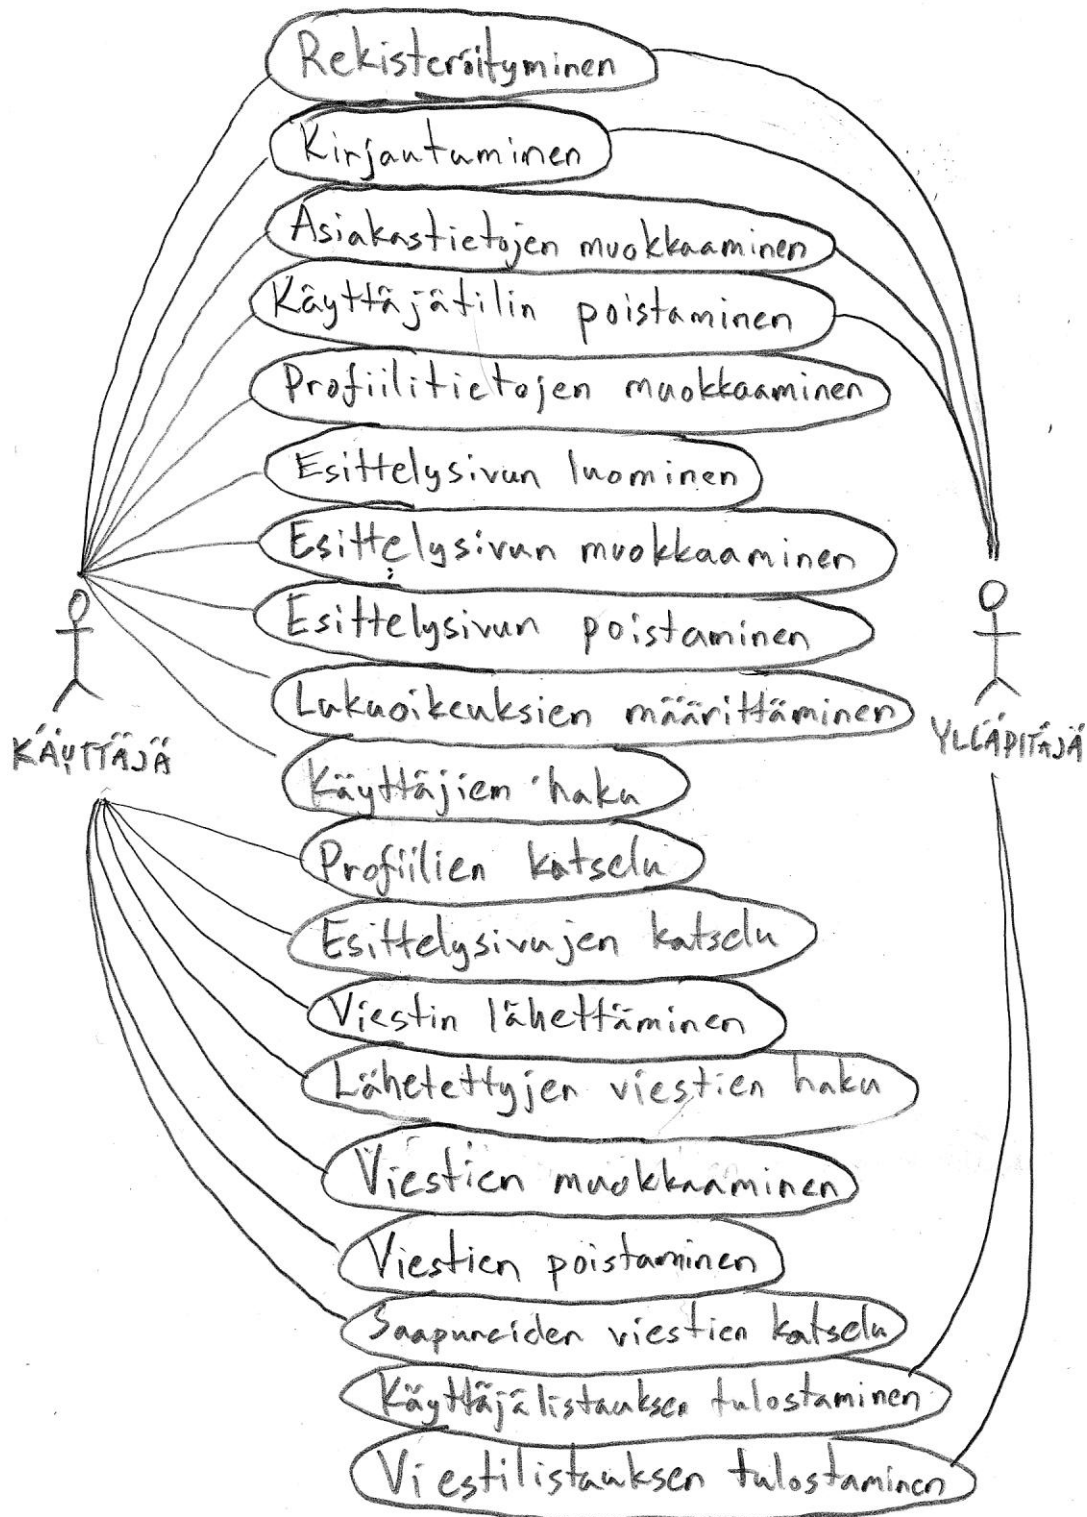 Rekisteröityminen
Kirjautuminen
Asiakastietojen muokkaaminen
Käyttäjätilin poistaminen
Profiilitietojen muokkaaminen
Esittelysivun luominen
Esittelysivun muokkaaminen
Esittelysivun poistaminen
Lukuoikeuksien määrittäminen
KÄYTTÄJÄ
YLLÄPITÄJÄ
Käyttäjien haku
Profiilien katselu
Esittelysivujen katselu
Viestin lähettäminen
Lähetettyjen viestien haku
Viestien muokkaaminen
Viestien poistaminen
Saapuneiden viestien katselu
Käyttäjälistauksen tulostaminen
Viestilistauksen tulostaminen